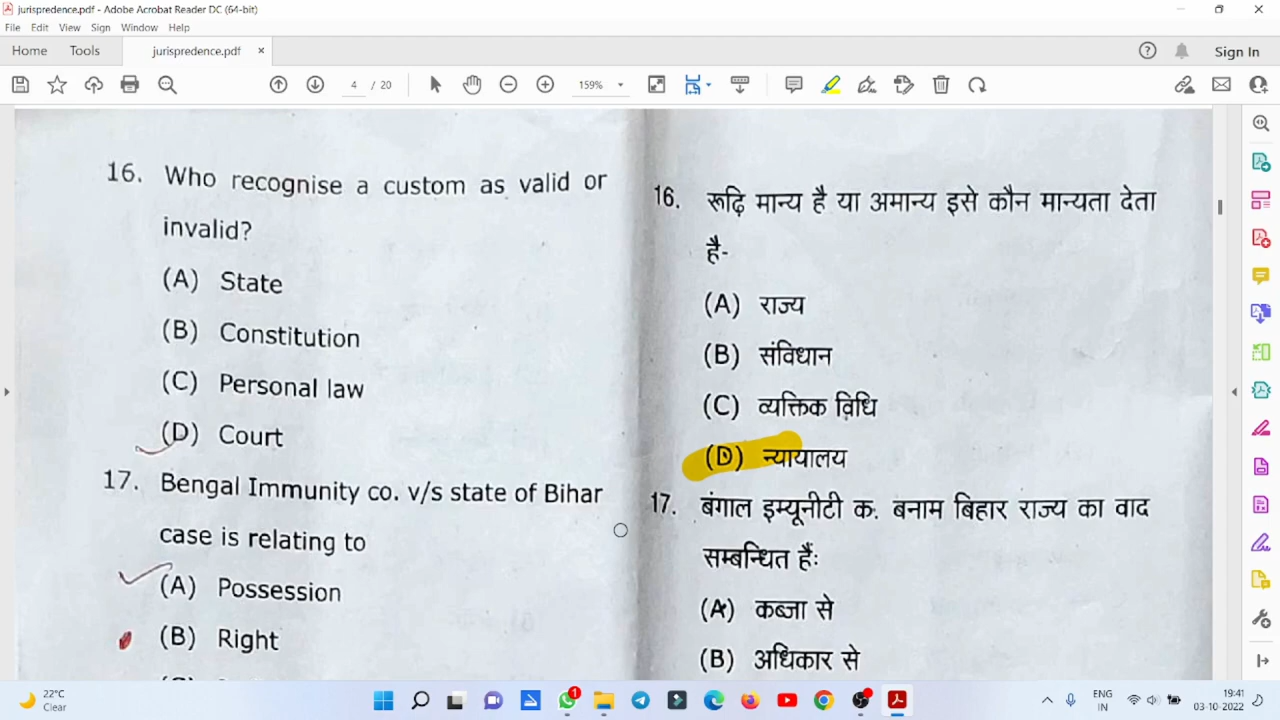 jurispredence.pdf - Adobe Acrobat Reader DC (64-bit)
File Edit View Sign Window Help
Home Tools jurispredence.pdf × Sign In
4 / 20 159%
16. Who recognise a custom as valid or
invalid?
(A) State
(B) Constitution
(C) Personal law
(D) Court
17. Bengal Immunity co. v/s state of Bihar
case is relating to
(A) Possession
(B) Right
16. रूढ़ि मान्य है या अमान्य इसे कौन मान्यता देता
है-
(A) राज्य
(B) संविधान
(C) व्यक्तिक विधि
(D) न्यायालय
17. बंगाल इम्यूनीटी क. बनाम बिहार राज्य का वाद
सम्बन्धित हैंः
(A) कब्जा से
(B) अधिकार से
22°C
Clear
1
ENG
IN
19:41
03-10-2022